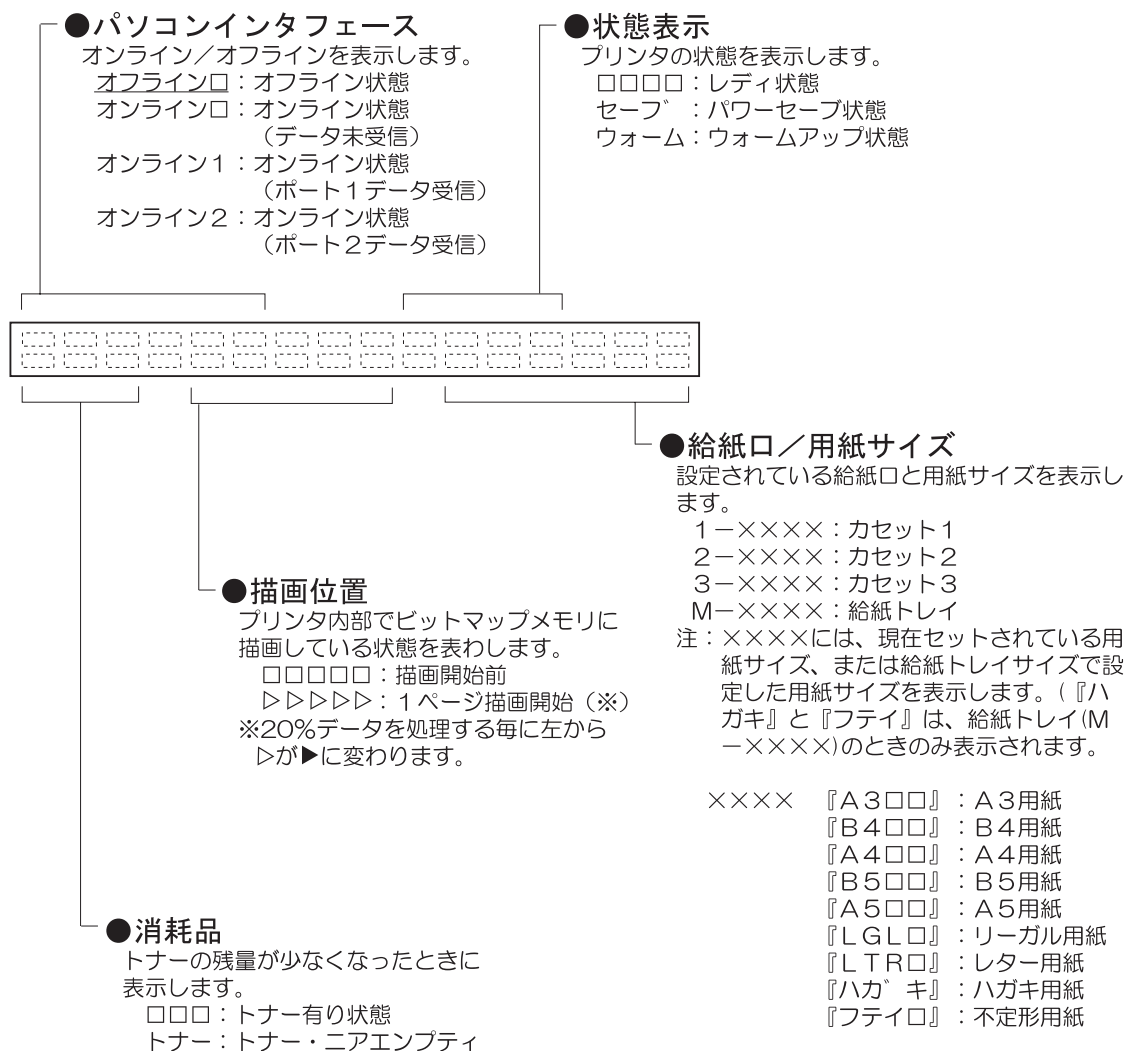 ●パソコンインタフェース
オンライン／オフラインを表示します。
オフライン□：オフライン状態
オンライン□：オンライン状態
（データ未受信）
オンライン１：オンライン状態
（ポート１データ受信）
オンライン２：オンライン状態
（ポート２データ受信）
●状態表示
プリンタの状態を表示します。
□□□□：レディ状態
セーフ゛：パワーセーブ状態
ウォーム：ウォームアップ状態
●給紙口／用紙サイズ
設定されている給紙口と用紙サイズを表示し
ます。
１－××××：カセット１
２－××××：カセット２
３－××××：カセット３
Ｍ－××××：給紙トレイ
注：××××には、現在セットされている用
紙サイズ、または給紙トレイサイズで設
定した用紙サイズを表示します。(『ハ
ガキ』と『フテイ』は、給紙トレイ(M
－××××)のときのみ表示されます。
×××× 『Ａ３□□』：Ａ３用紙
『Ｂ４□□』：Ｂ４用紙
『Ａ４□□』：Ａ４用紙
『Ｂ５□□』：Ｂ５用紙
『Ａ５□□』：Ａ５用紙
『ＬＧＬ□』：リーガル用紙
『ＬＴＲ□』：レター用紙
『ハカ゛キ』：ハガキ用紙
『フテイ□』：不定形用紙
●描画位置
プリンタ内部でビットマップメモリに
描画している状態を表わします。
□□□□□：描画開始前
▷▷▷▷▷：１ページ描画開始（※）
※20％データを処理する毎に左から
▷が▶に変わります。
●消耗品
トナーの残量が少なくなったときに
表示します。
□□□：トナー有り状態
トナー：トナー・ニアエンプティ